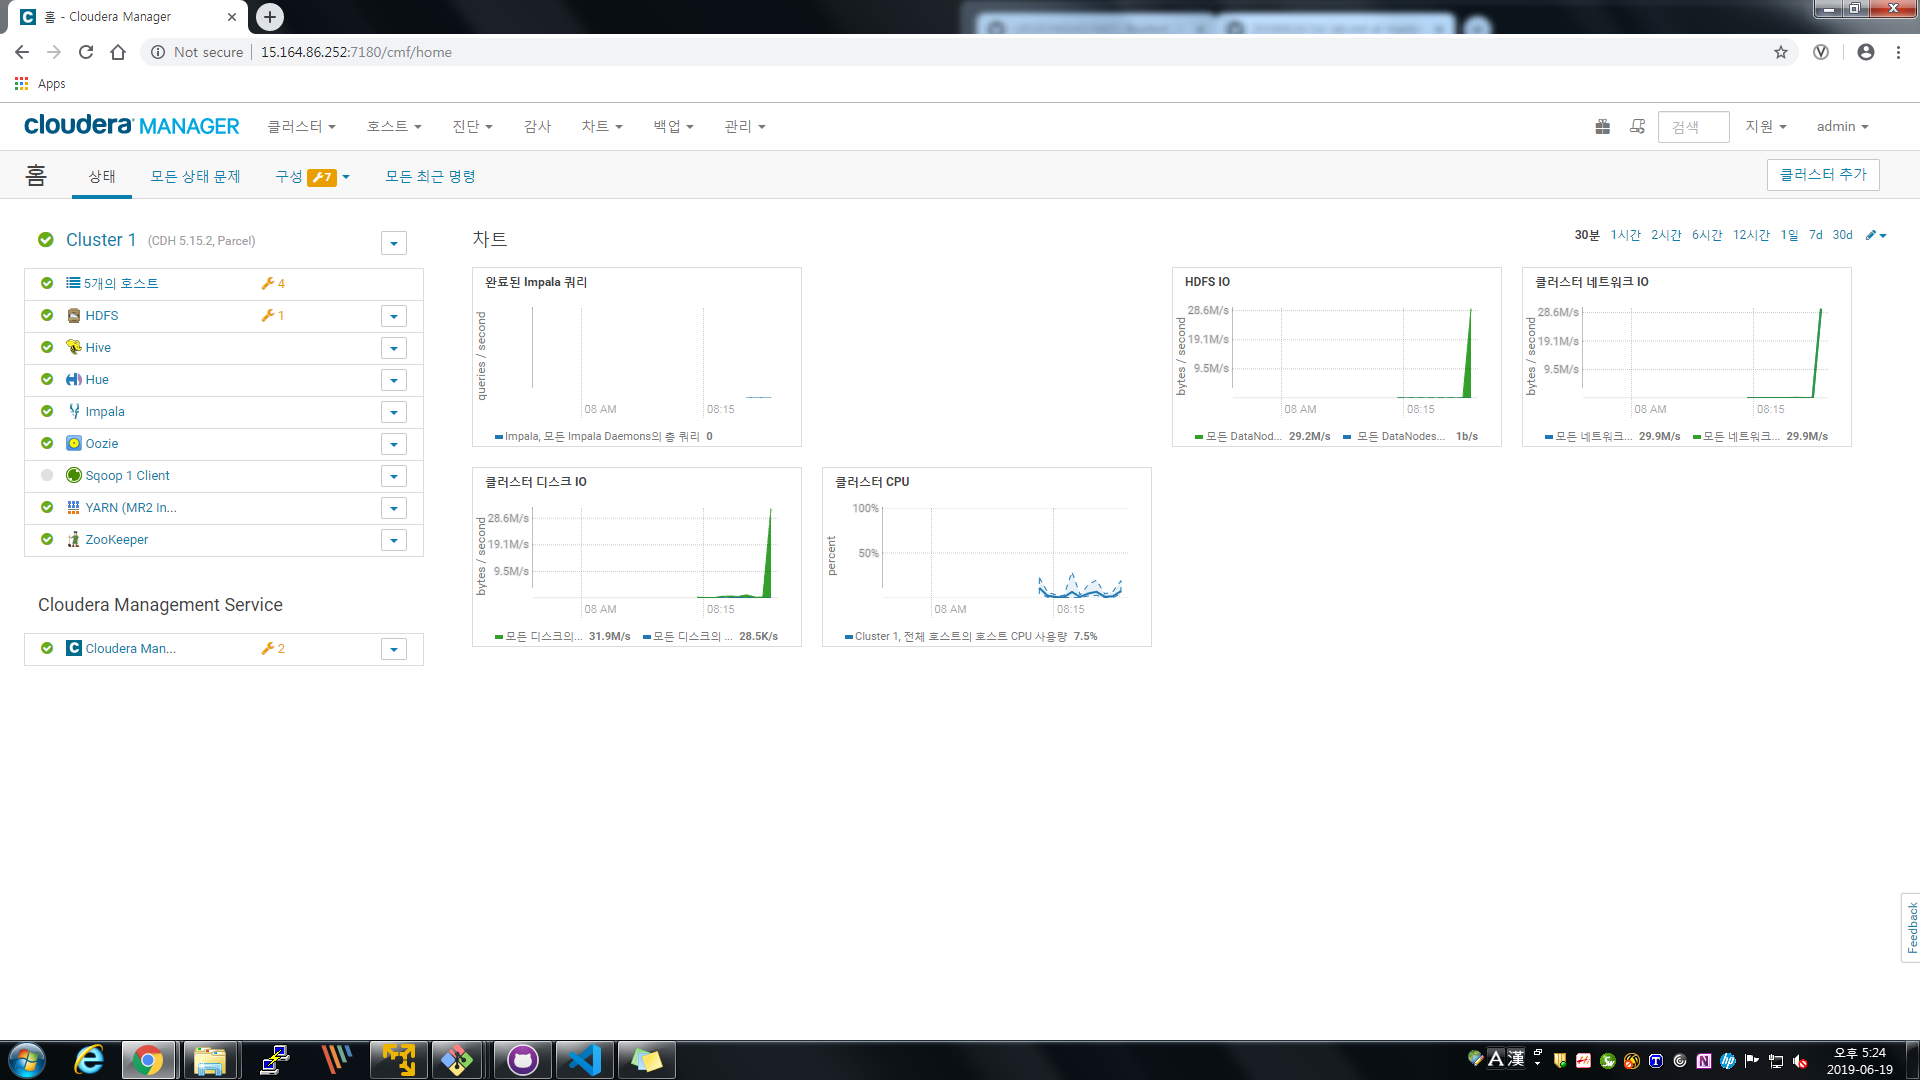 홈 - Cloudera Manager
Not secure 15.164.86.252:7180/cmf/home
Apps
cloudera MANAGER 클러스터 호스트 진단 감사 차트 백업 관리 검색 지원 admin
홈 상태 모든 상태 문제 구성 7 모든 최근 명령 클러스터 추가
Cluster 1 (CDH 5.15.2, Parcel)
5개의 호스트 4
HDFS 1
Hive
Hue
Impala
Oozie
Sqoop 1 Client
YARN (MR2 In...
ZooKeeper
Cloudera Management Service
Cloudera Man... 2
차트
30분 1시간 2시간 6시간 12시간 1일 7d 30d
완료된 Impala 쿼리
queries / second
08 AM 08:15
Impala, 모든 Impala Daemons의 총 쿼리 0
HDFS IO
bytes / second
28.6M/s
19.1M/s
9.5M/s
08 AM 08:15
모든 DataNod... 29.2M/s 모든 DataNodes... 1b/s
클러스터 네트워크 IO
bytes / second
28.6M/s
19.1M/s
9.5M/s
08 AM 08:15
모든 네트워크... 29.9M/s 모든 네트워크... 29.9M/s
클러스터 디스크 IO
bytes / second
28.6M/s
19.1M/s
9.5M/s
08 AM 08:15
모든 디스크의... 31.9M/s 모든 디스크의 ... 28.5K/s
클러스터 CPU
percent
100%
50%
08 AM 08:15
Cluster 1, 전체 호스트의 호스트 CPU 사용량 7.5%
Feedback
A 漢
오후 5:24
2019-06-19